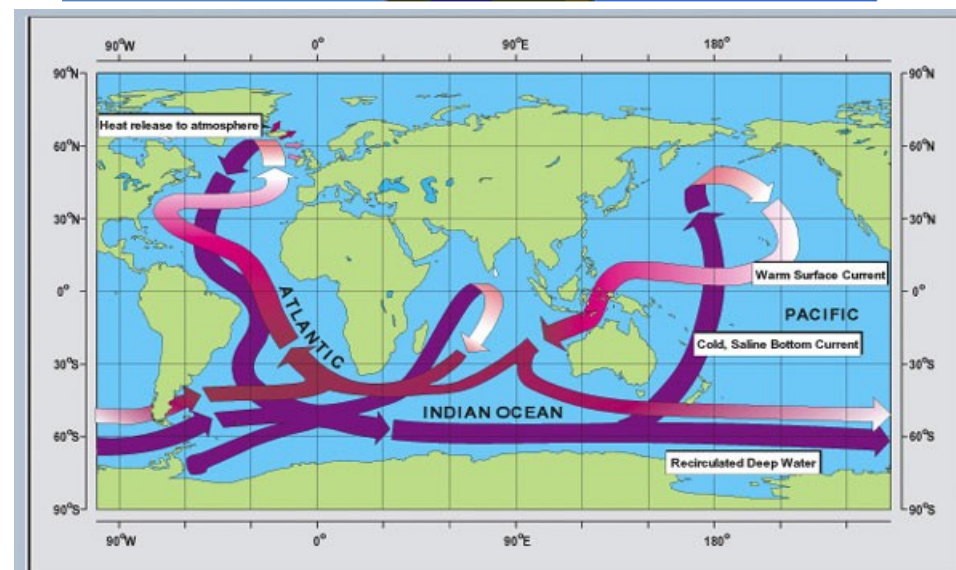 90°W 0° 90°E 180°
90°N 90°N
Heat release to atmosphere
60°N 60°N
30°N 30°N
Warm Surface Current
0° 0°
ATLANTIC
PACIFIC
Cold, Saline Bottom Current
30°S 30°S
INDIAN OCEAN
60°S 60°S
Recirculated Deep Water
90°S 90°S
90°W 0° 90°E 180°